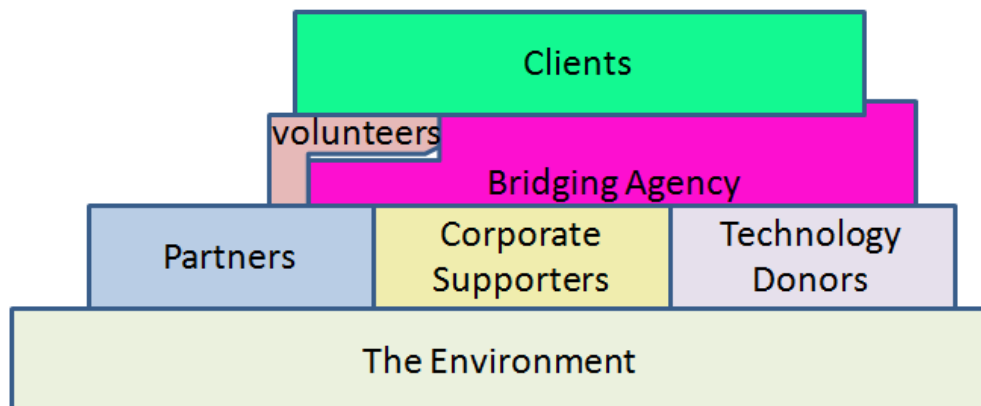 Clients
volunteers
Bridging Agency
Partners
Corporate
Supporters
Technology
Donors
The Environment